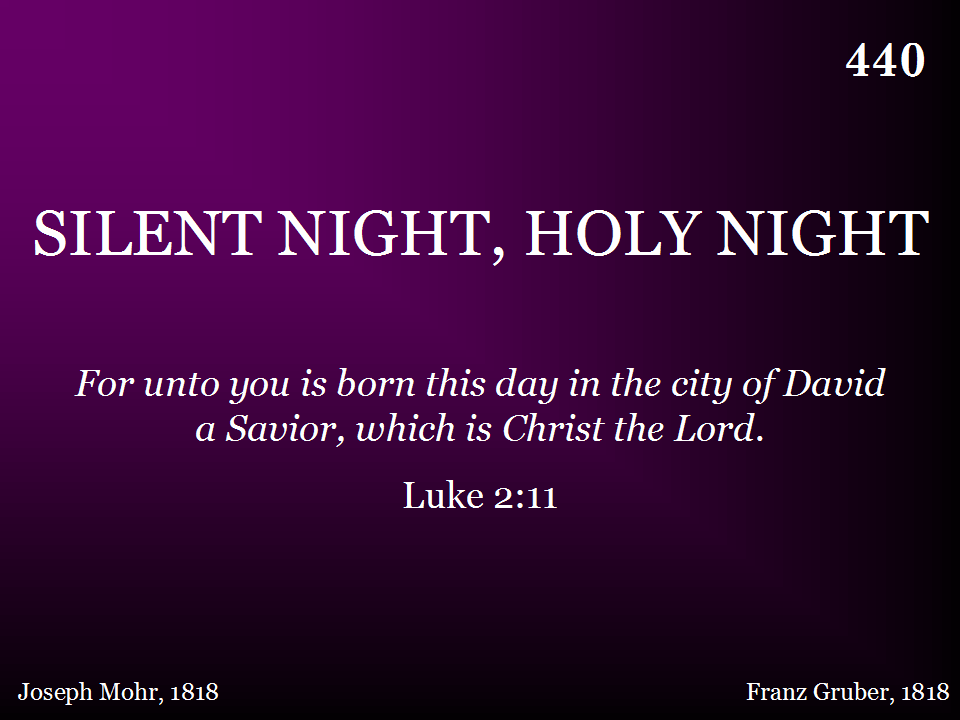 440
SILENT NIGHT, HOLY NIGHT
For unto you is born this day in the city of David
a Savior, which is Christ the Lord.
Luke 2:11
Joseph Mohr, 1818
Franz Gruber, 1818